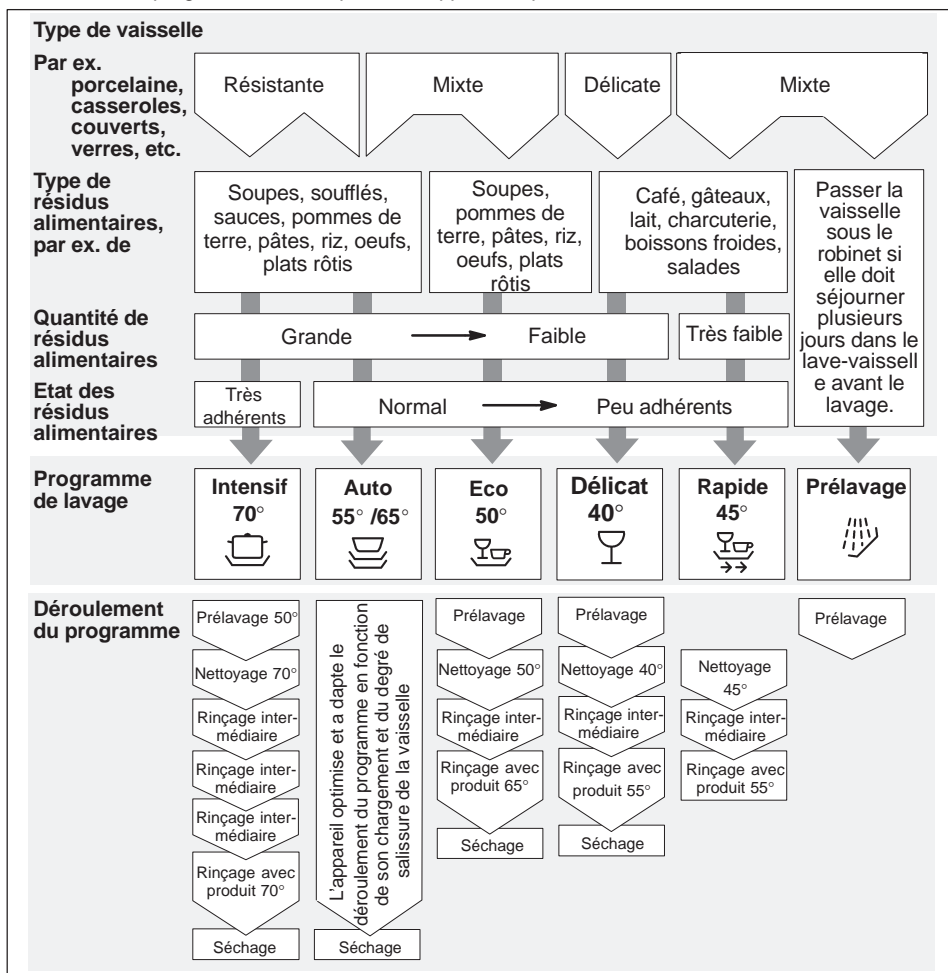 Type de vaisselle
Par ex.
porcelaine,
casseroles,
couverts,
verres, etc.
Résistante
Mixte
Délicate
Mixte
Type de
résidus
alimentaires,
par ex. de
Soupes, soufflés,
sauces, pommes de
terre, pâtes, riz, oeufs,
plats rôtis
Soupes,
pommes de
terre, pâtes, riz,
oeufs, plats
rôtis
Café, gâteaux,
lait, charcuterie,
boissons froides,
salades
Passer la
vaisselle
sous le
robinet si
elle doit
séjourner
plusieurs
jours dans le
lave-vaissell
e avant le
lavage.
Quantité de
résidus
alimentaires
Grande
Faible
Très faible
Etat des
résidus
alimentaires
Très
adhérents
Normal
Peu adhérents
Programme
de lavage
Intensif
70°
Auto
55° /65°
Eco
50°
Délicat
40°
Rapide
45°
Prélavage
Déroulement
du programme
Prélavage 50°
Nettoyage 70°
Rinçage inter-
médiaire
Rinçage inter-
médiaire
Rinçage inter-
médiaire
Rinçage avec
produit 70°
Séchage
L'appareil optimise et a dapte le
déroulement du programme en fonction
de son chargement et du degré de
salissure de la vaisselle
Séchage
Prélavage
Nettoyage 50°
Rinçage inter-
médiaire
Rinçage avec
produit 65°
Séchage
Prélavage
Nettoyage 40°
Rinçage inter-
médiaire
Rinçage avec
produit 55°
Séchage
Nettoyage
45°
Rinçage inter-
médiaire
Rinçage avec
produit 55°
Prélavage